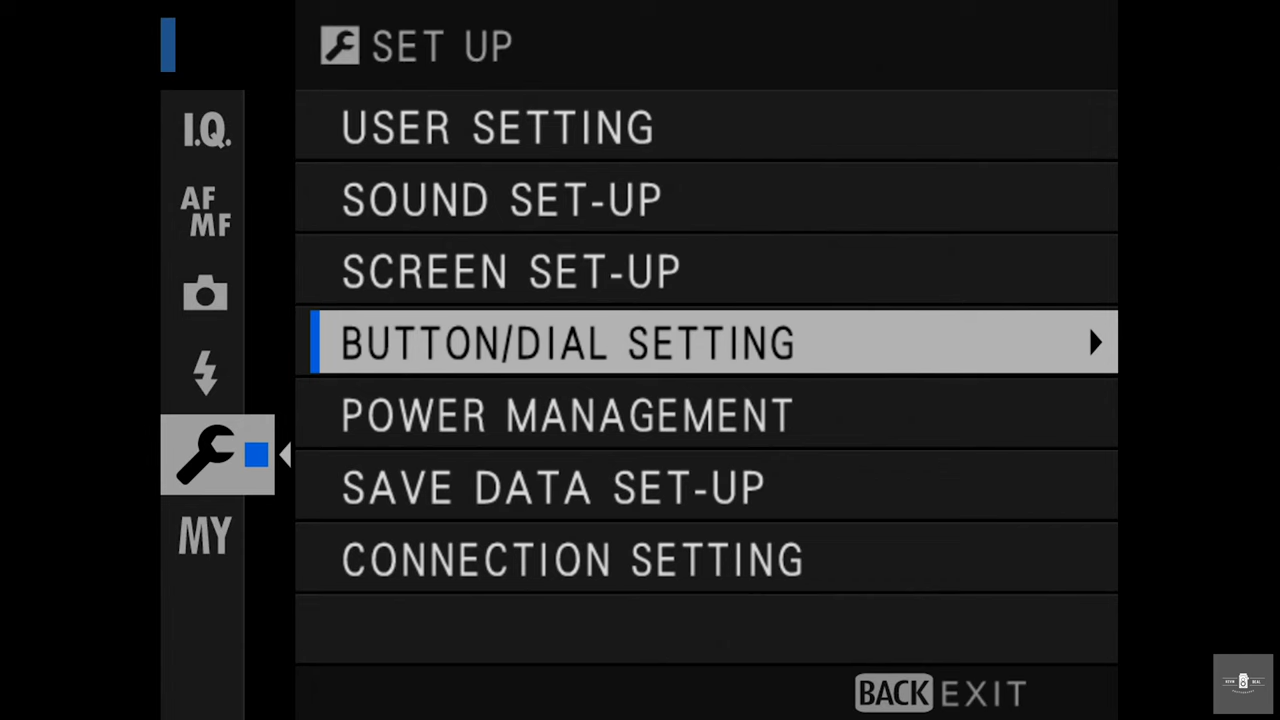 SET UP
I.Q.
AF
MF
MY
USER SETTING
SOUND SET-UP
SCREEN SET-UP
BUTTON/DIAL SETTING
POWER MANAGEMENT
SAVE DATA SET-UP
CONNECTION SETTING
BACK EXIT